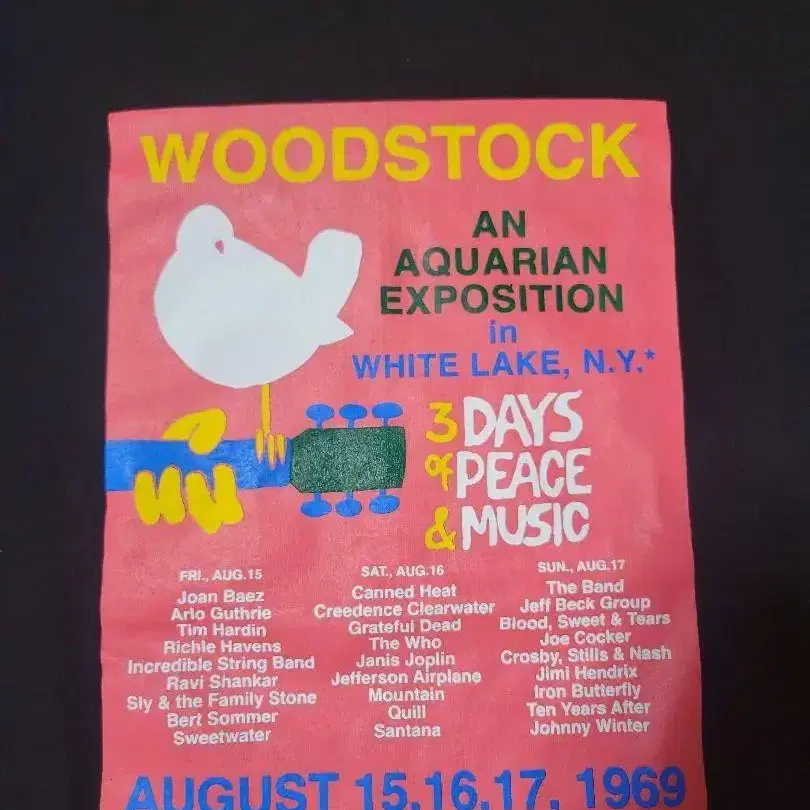 WOODSTOCK
AN
AQUARIAN
EXPOSITION
in
WHITE LAKE, N.Y.*
3 DAYS
of PEACE
& MUSIC
FRI., AUG.15
Joan Baez
Arlo Guthrie
Tim Hardin
Richie Havens
Incredible String Band
Ravi Shankar
Sly & the Family Stone
Bert Sommer
Sweetwater
SAT., AUG.16
Canned Heat
Creedence Clearwater
Grateful Dead
The Who
Janis Joplin
Jefferson Airplane
Mountain
Quill
Santana
SUN., AUG.17
The Band
Jeff Beck Group
Blood, Sweet & Tears
Joe Cocker
Crosby, Stills & Nash
Jimi Hendrix
Iron Butterfly
Ten Years After
Johnny Winter
AUGUST 15,16,17, 1969